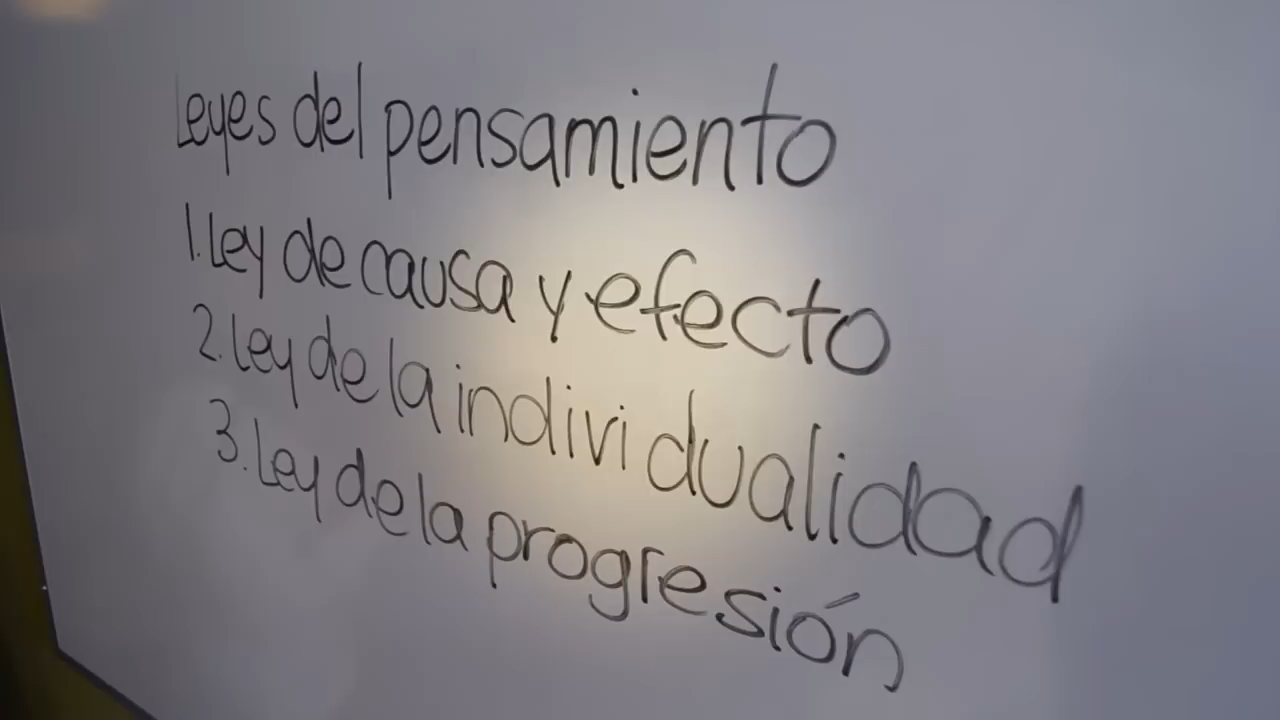 Leyes del pensamiento
1. Ley de causa y efecto
2. Ley de la individualidad
3. Ley de la progresión